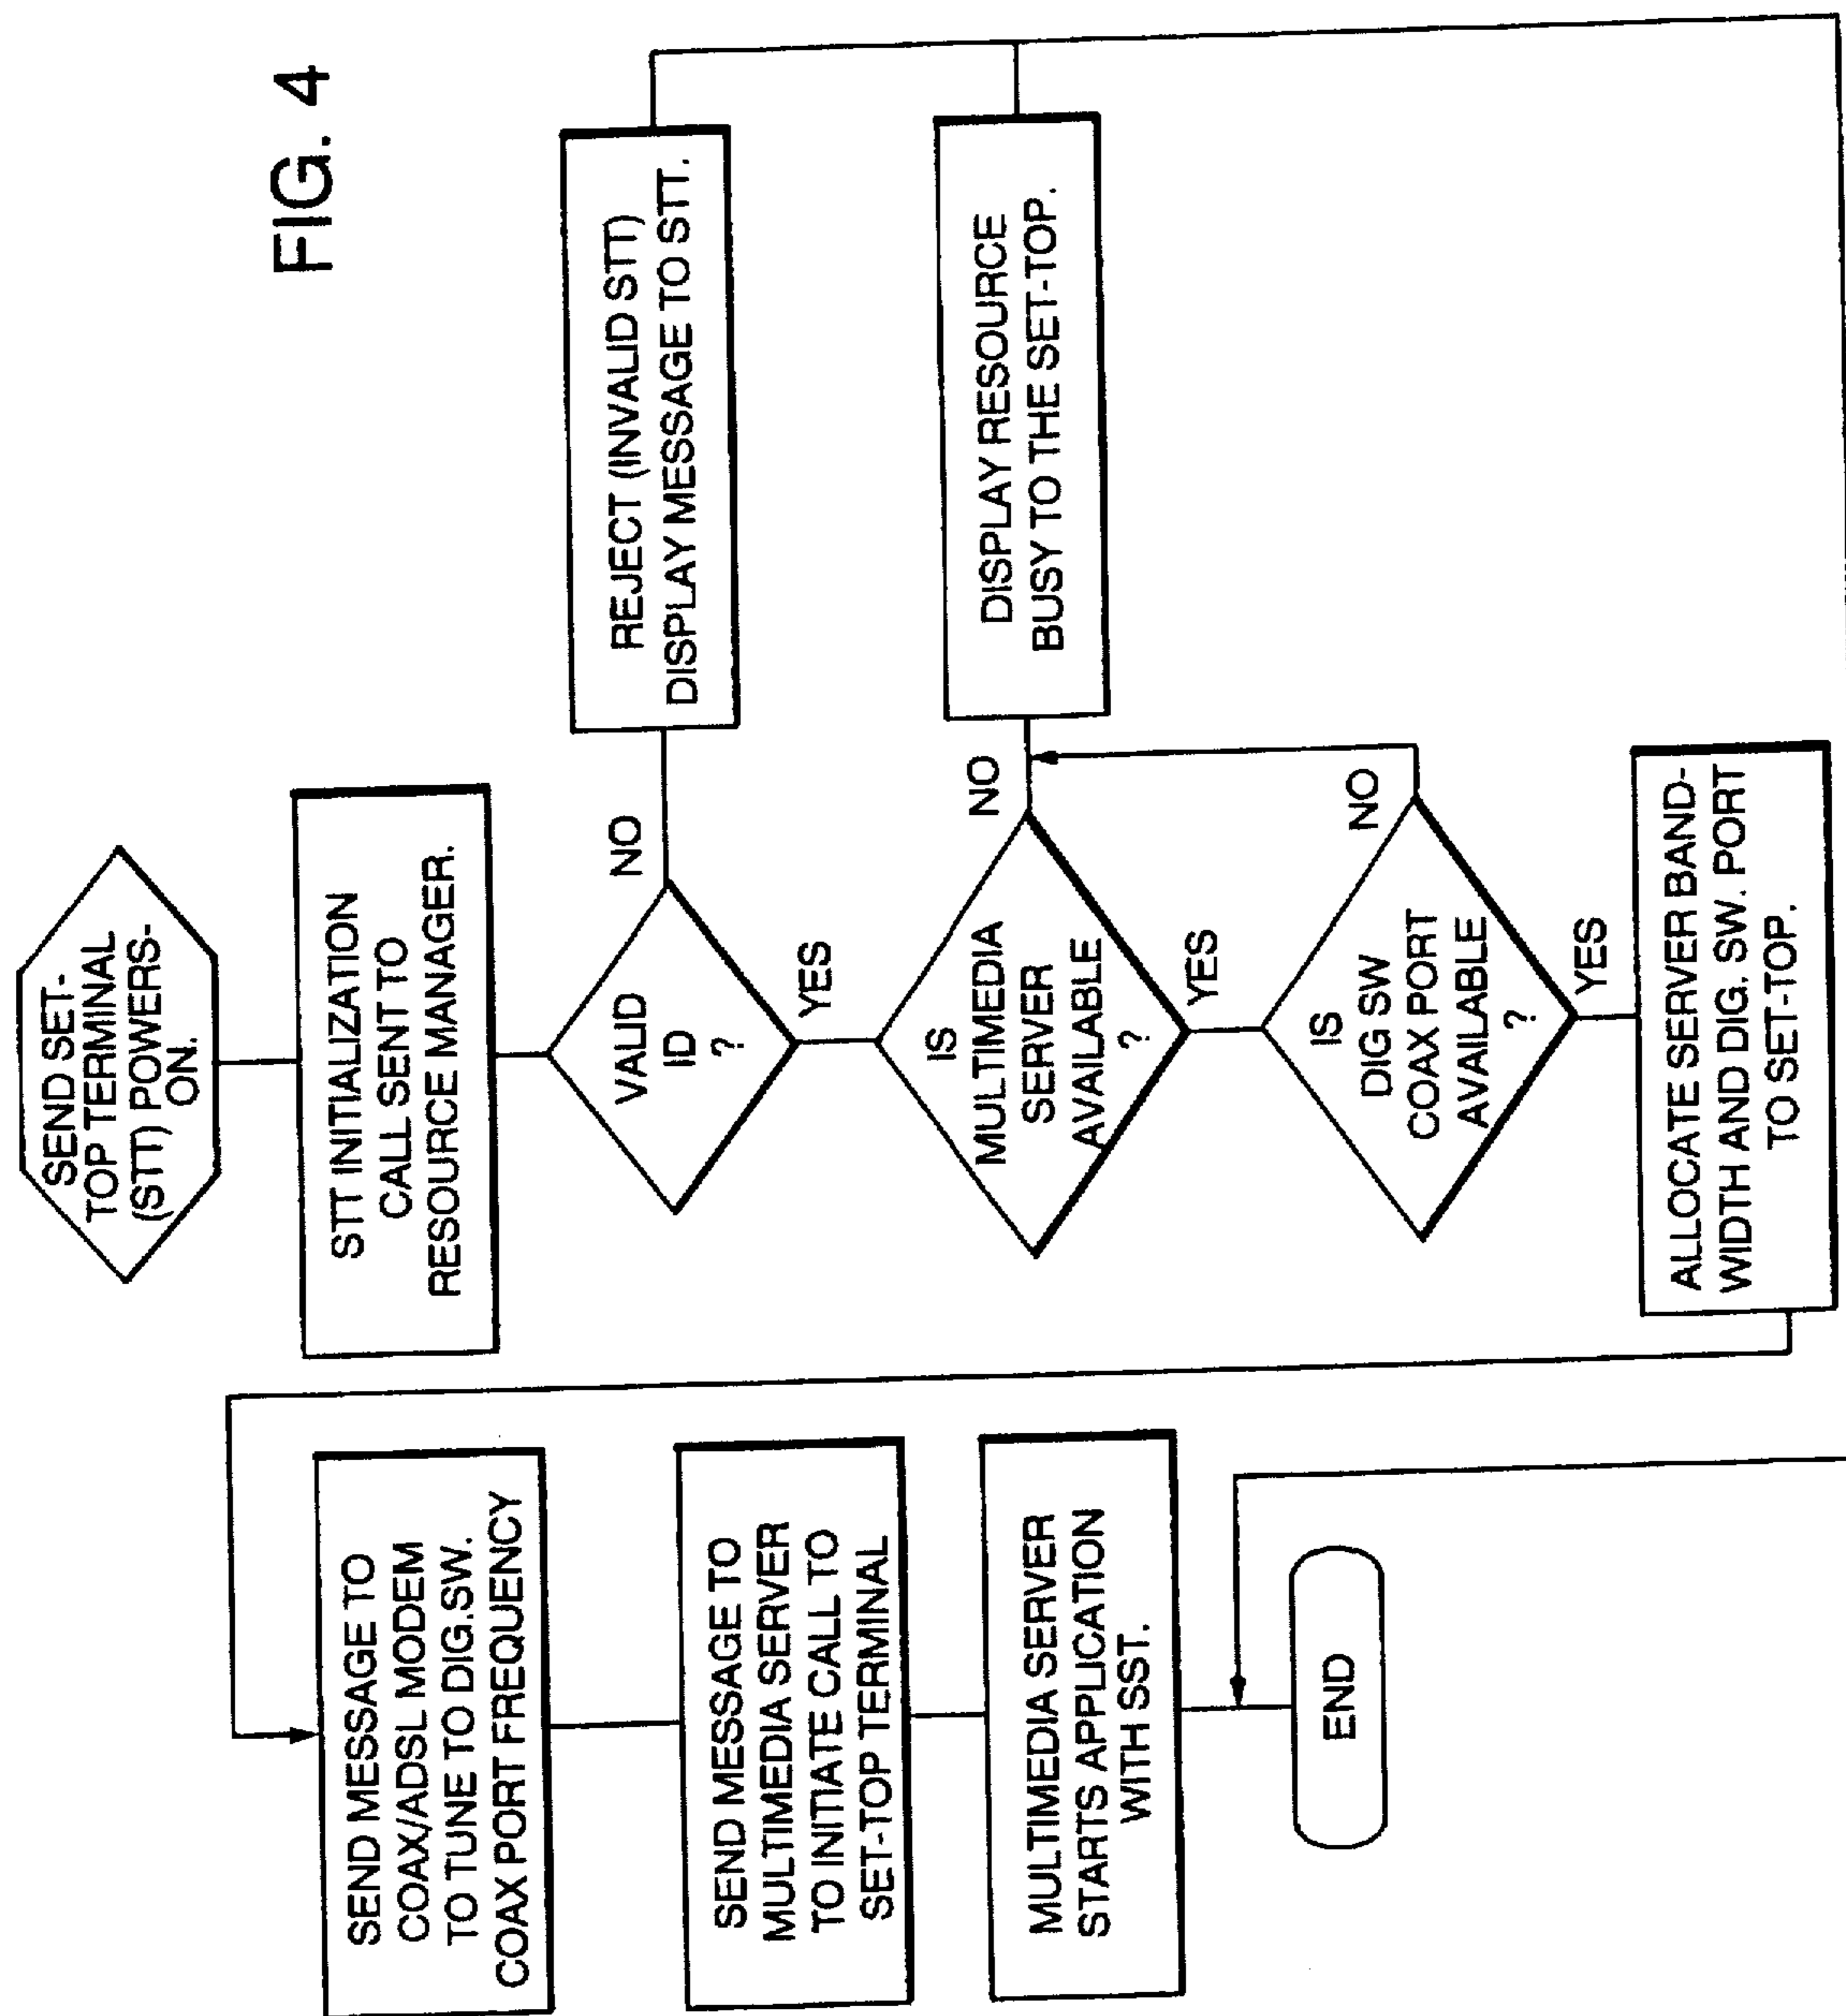 FIG. 4
SEND SET-
TOP TERMINAL
(STT) POWERS-
ON.
STT INITIALIZATION
CALL SENT TO
RESOURCE MANAGER.
VALID
ID
?
NO
REJECT (INVALID STT)
DISPLAY MESSAGE TO STT.
YES
IS
MULTIMEDIA
SERVER
AVAILABLE
?
NO
DISPLAY RESOURCE
BUSY TO THE SET-TOP.
YES
IS
DIG SW
COAX PORT
AVAILABLE
?
NO
YES
ALLOCATE SERVER BAND-
WIDTH AND DIG. SW. PORT
TO SET-TOP.
SEND MESSAGE TO
COAX/ADSL MODEM
TO TUNE TO DIG.SW.
COAX PORT FREQUENCY
SEND MESSAGE TO
MULTIMEDIA SERVER
TO INITIATE CALL TO
SET-TOP TERMINAL
MULTIMEDIA SERVER
STARTS APPLICATION
WITH SST.
END